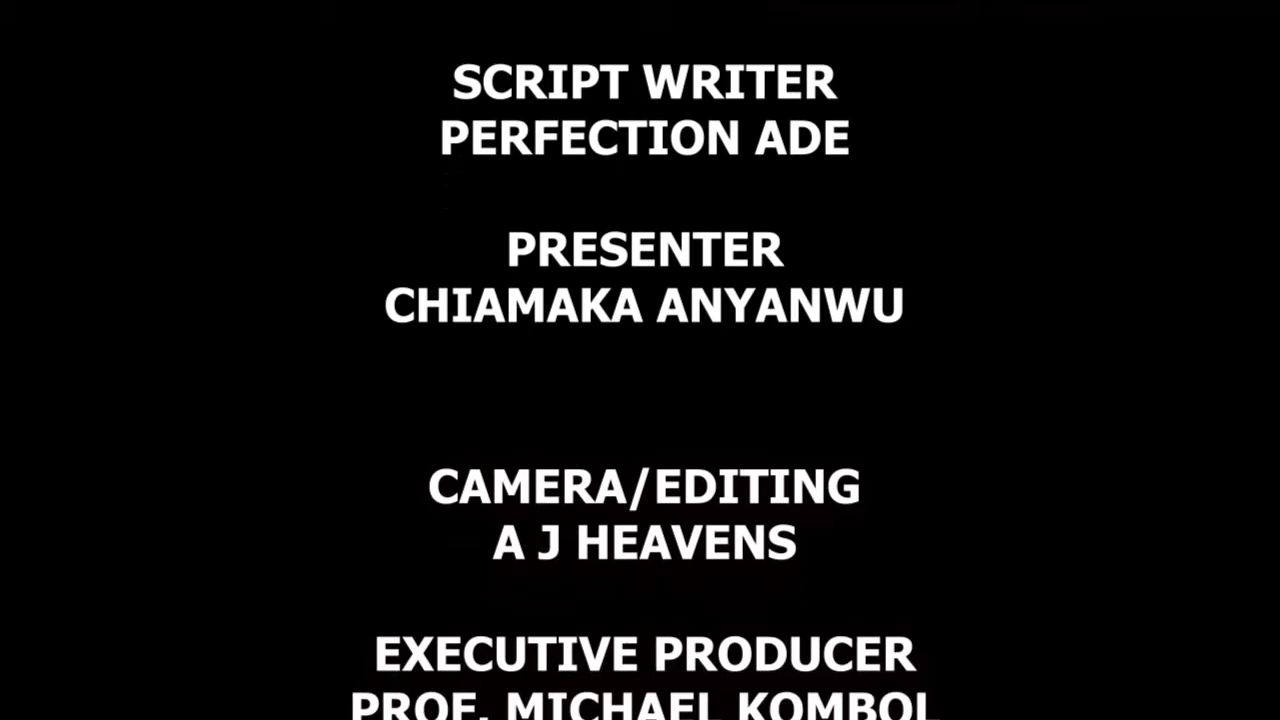 SCRIPT WRITER
PERFECTION ADE
PRESENTER
CHIAMAKA ANYANWU
CAMERA/EDITING
A J HEAVENS
EXECUTIVE PRODUCER
PROF. MICHAEL KOMBOL